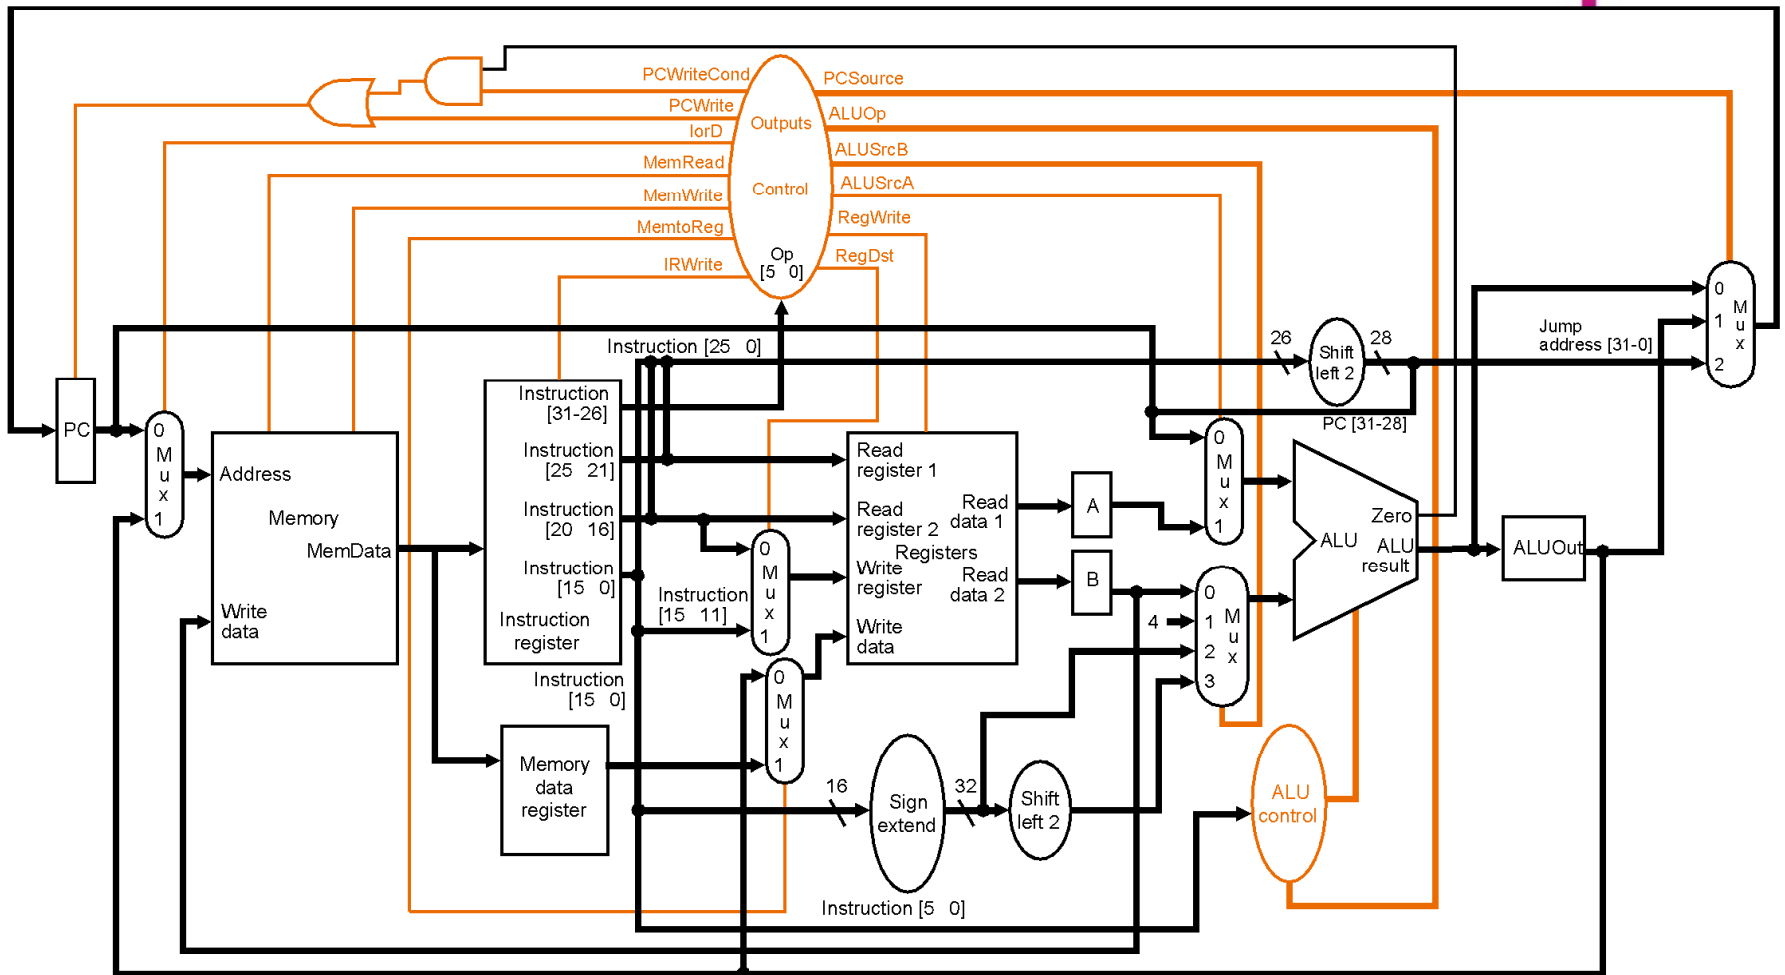 PCWriteCond
PCWrite
IorD
MemRead
MemWrite
MemtoReg
IRWrite
Outputs
Control
Op
[5 0]
PCSource
ALUOp
ALUSrcB
ALUSrcA
RegWrite
RegDst
PC
0
M
u
x
1
Address
Memory
MemData
Write
data
Instruction [25 0]
Instruction
[31-26]
Instruction
[25 21]
Instruction
[20 16]
Instruction
[15 0]
Instruction
register
Instruction
[15 0]
Memory
data
register
Instruction
[15 11]
0
M
u
x
1
0
M
u
x
1
Read
register 1
Read
register 2
Registers
Write
register
Write
data
Read
data 1
Read
data 2
A
B
16
Sign
extend
32
Shift
left 2
Instruction [5 0]
26
Shift
left 2
28
Jump
address [31-0]
PC [31-28]
0
M
u
x
1
4
0
1
2
3
M
u
x
Zero
ALU
ALU
result
ALUOut
ALU
control
0
1
2
M
u
x